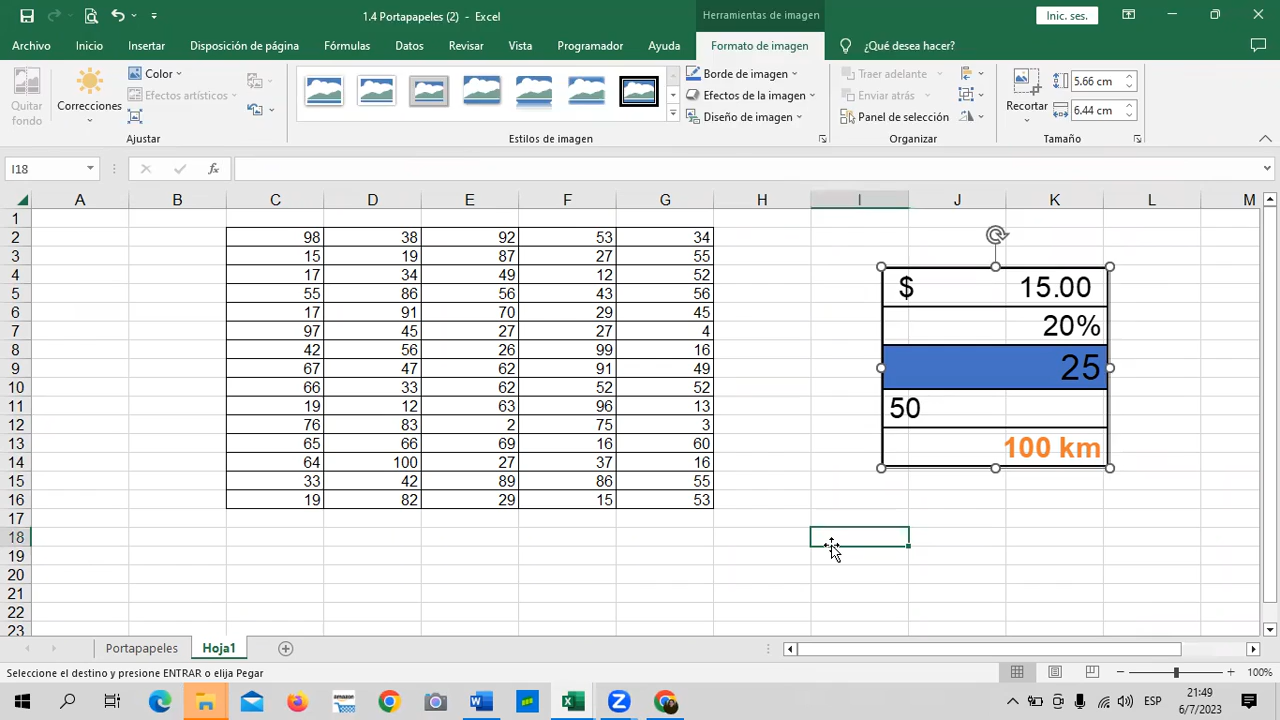 1.4 Portapapeles (2) - Excel
Herramientas de imagen
Inic. ses.
Archivo Inicio Insertar Disposición de página Fórmulas Datos Revisar Vista Programador Ayuda Formato de imagen ¿Qué desea hacer?
Quitar fondo
Correcciones
Color
Efectos artísticos
Ajustar
Estilos de imagen
Borde de imagen
Efectos de la imagen
Diseño de imagen
Traer adelante
Enviar atrás
Panel de selección
Organizar
Recortar
5.66 cm
6.44 cm
Tamaño
I18
fx
A B C D E F G H I J K L M
1
2 98 38 92 53 34
3 15 19 87 27 55
4 17 34 49 12 52
5 55 86 56 43 56
6 17 91 70 29 45
7 97 45 27 27 4
8 42 56 26 99 16
9 67 47 62 91 49
10 66 33 62 52 52
11 19 12 63 96 13
12 76 83 2 75 3
13 65 66 69 16 60
14 64 100 27 37 16
15 33 42 89 86 55
16 19 82 29 15 53
17
18
19
20
21
22
23
$ 15.00
20%
25
50
100 km
Portapapeles Hoja1
Seleccione el destino y presione ENTRAR o elija Pegar
100%
amazon
ESP
21:49
6/7/2023